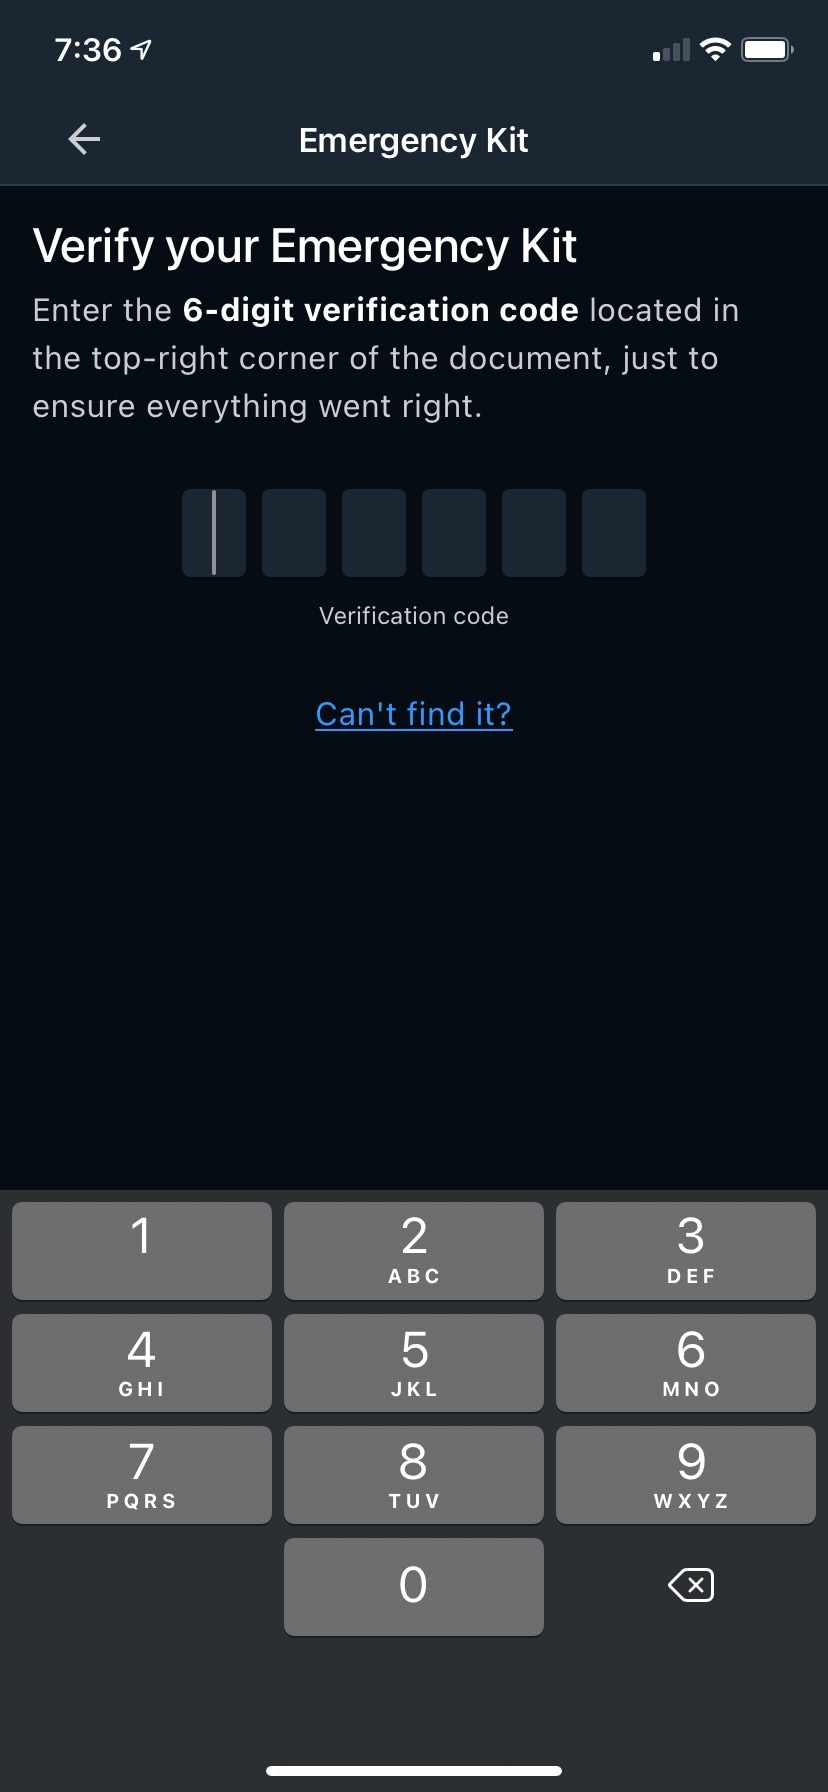 7:36
Emergency Kit
Verify your Emergency Kit
Enter the 6-digit verification code located in
the top-right corner of the document, just to
ensure everything went right.
Verification code
Can't find it?
1
2
ABC
3
DEF
4
GHI
5
JKL
6
MNO
7
PQRS
8
TUV
9
WXYZ
0